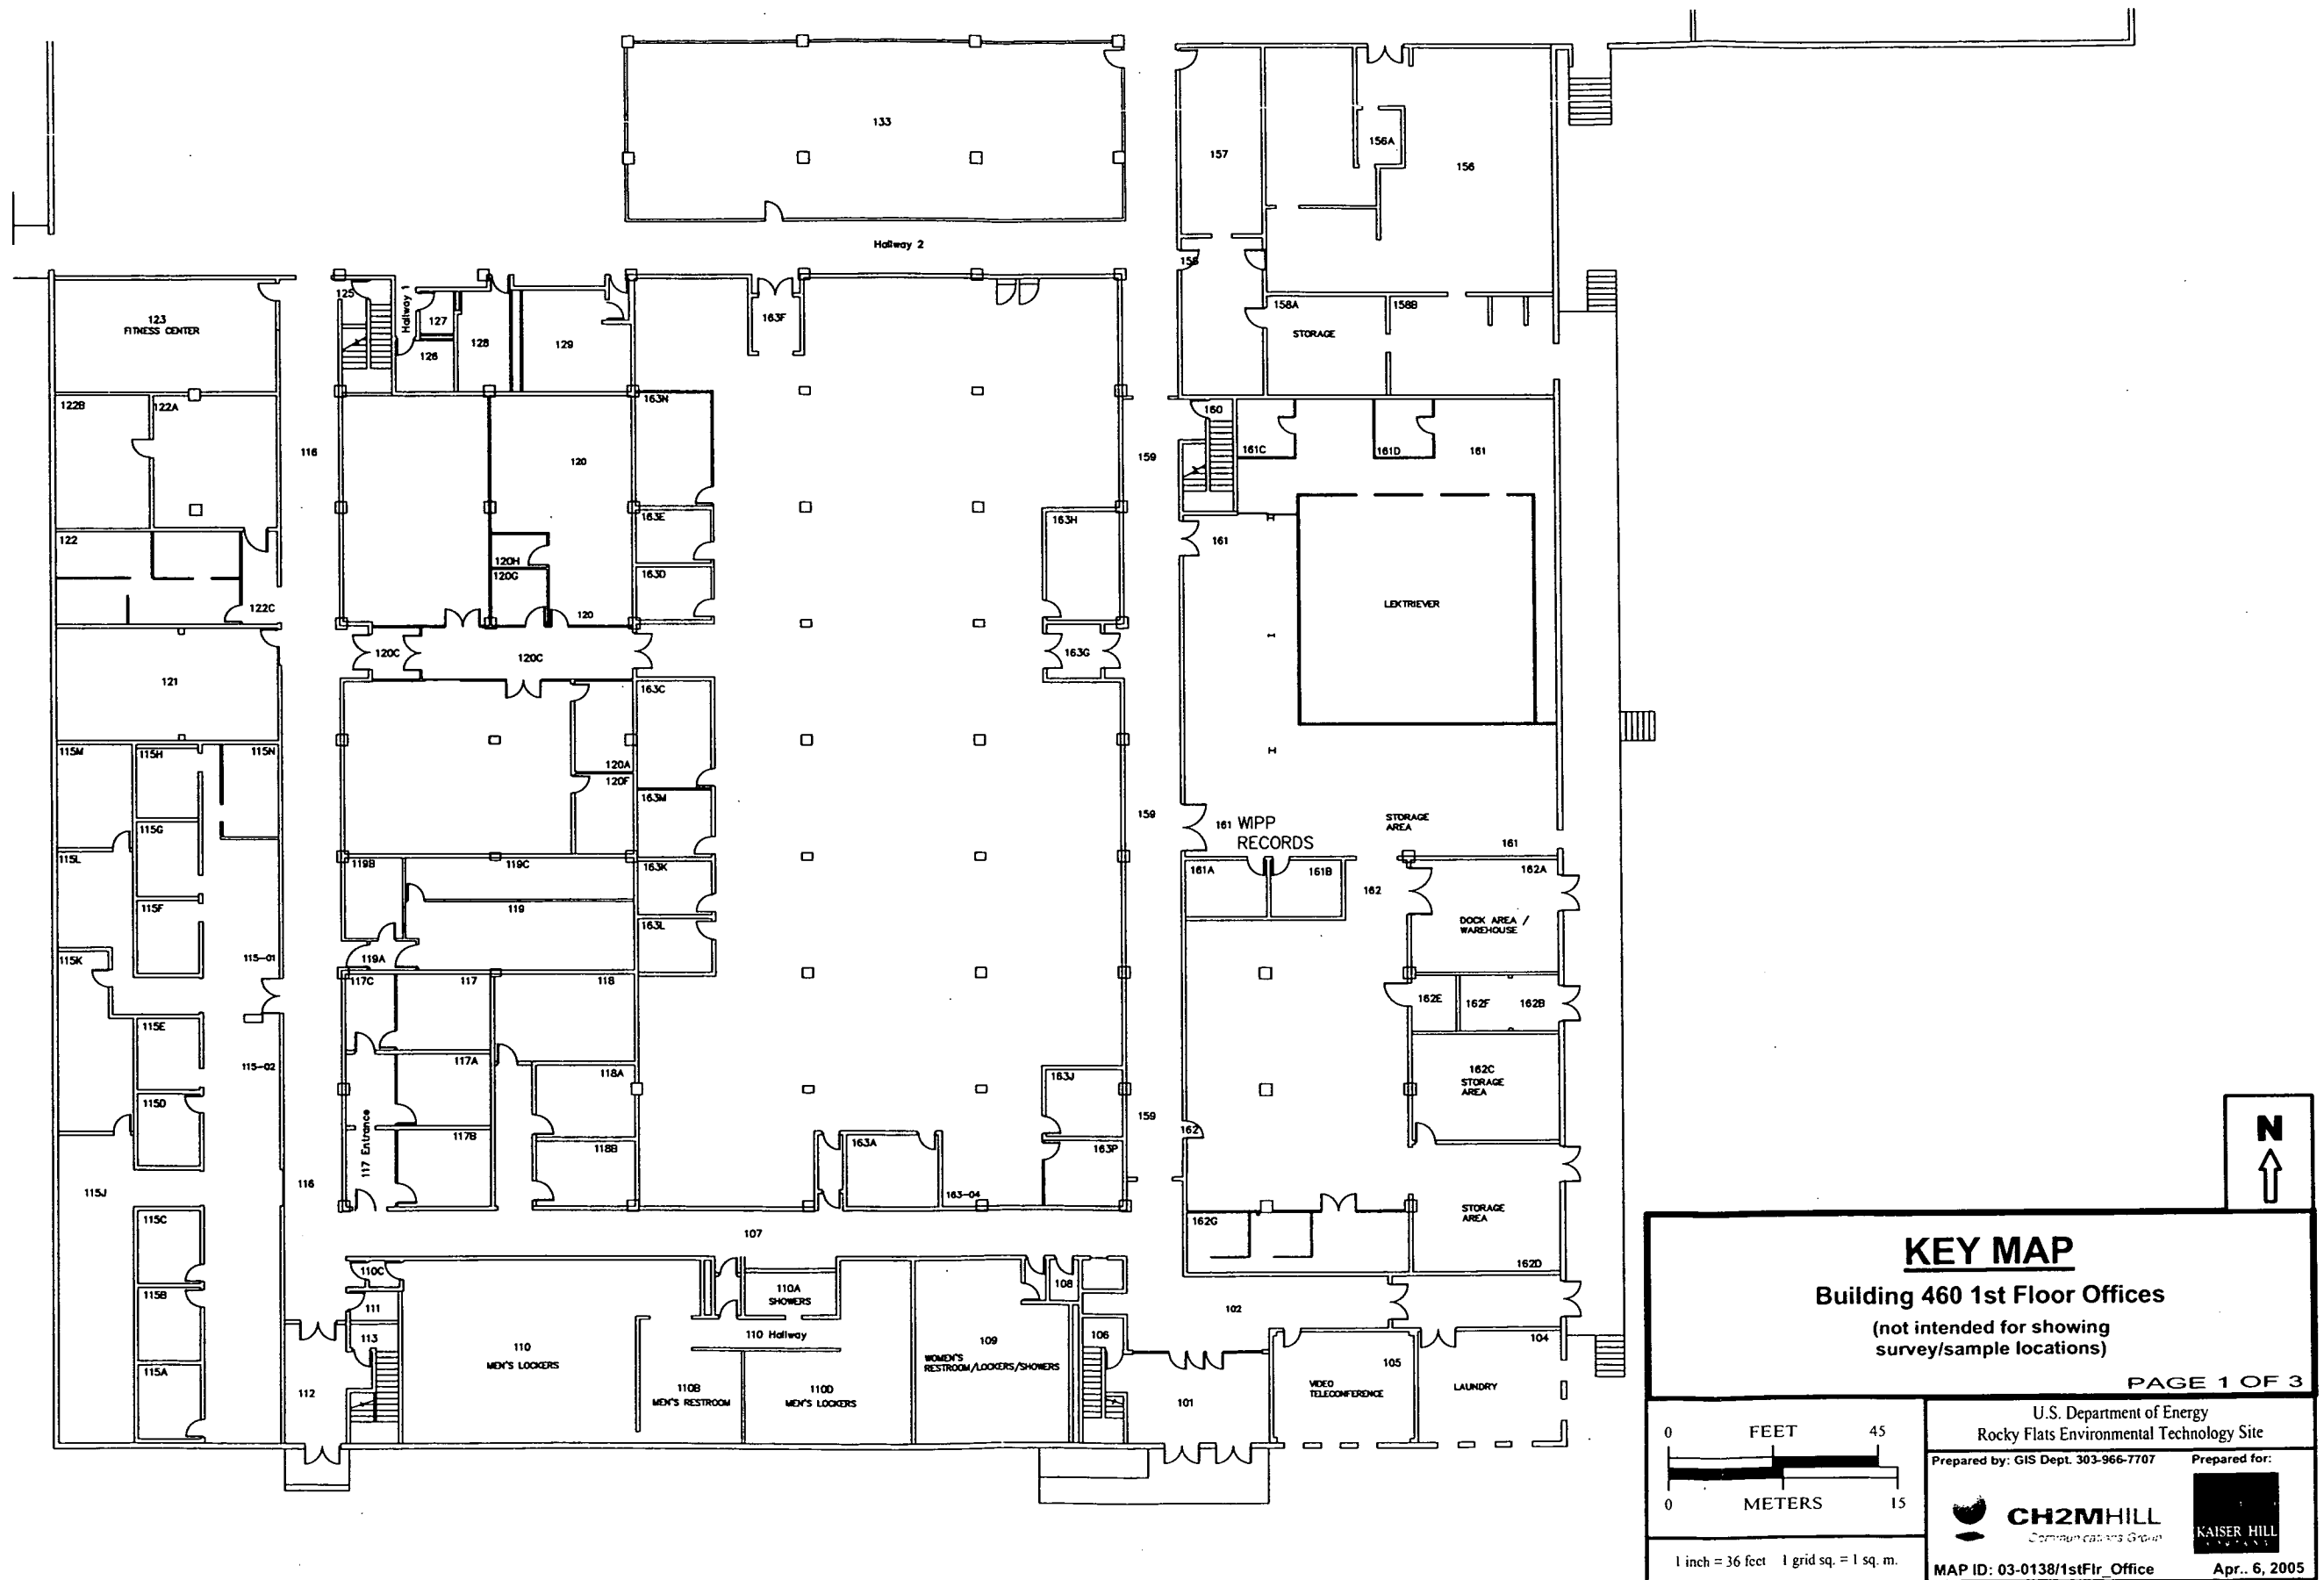 133
157
156A
156
Hallway 2
155
123
FITNESS CENTER
125
Hallway 1
127
126
128
129
163F
158A
158B
STORAGE
122B
122A
116
120
163N
159
160
161C
161D
161
163E
163H
161
122
120H
120G
163D
122C
120
LEKTRIEVER
120C
120C
163G
121
163C
115M
115H
115N
120A
120F
163M
159
161 WIPP
RECORDS
STORAGE
AREA
161
115G
115L
119B
119C
163K
161A
161B
162
162A
115F
119
163L
DOCK AREA /
WAREHOUSE
115K
115-01
119A
117C
117
118
162E
162F
162B
115E
115-02
117A
118A
163J
162C
STORAGE
AREA
115D
117 Entrance
117B
118B
163A
163P
159
162
115J
116
163-04
115C
107
162G
STORAGE
AREA
162D
110C
110A
SHOWERS
108
115B
111
102
113
110
MEN'S LOCKERS
110 Hallway
109
WOMEN'S
RESTROOM/LOCKERS/SHOWERS
106
104
105
115A
112
110B
MEN'S RESTROOM
110D
MEN'S LOCKERS
101
VIDEO
TELECONFERENCE
LAUNDRY
N
KEY MAP
Building 460 1st Floor Offices
(not intended for showing
survey/sample locations)
PAGE 1 OF 3
0 FEET 45
0 METERS 15
1 inch = 36 feet 1 grid sq. = 1 sq. m.
U.S. Department of Energy
Rocky Flats Environmental Technology Site
Prepared by: GIS Dept. 303-966-7707
Prepared for:
CH2MHILL
Communications Group
KAISER HILL
COMPANY
MAP ID: 03-0138/1stFlr_Office
Apr.. 6, 2005